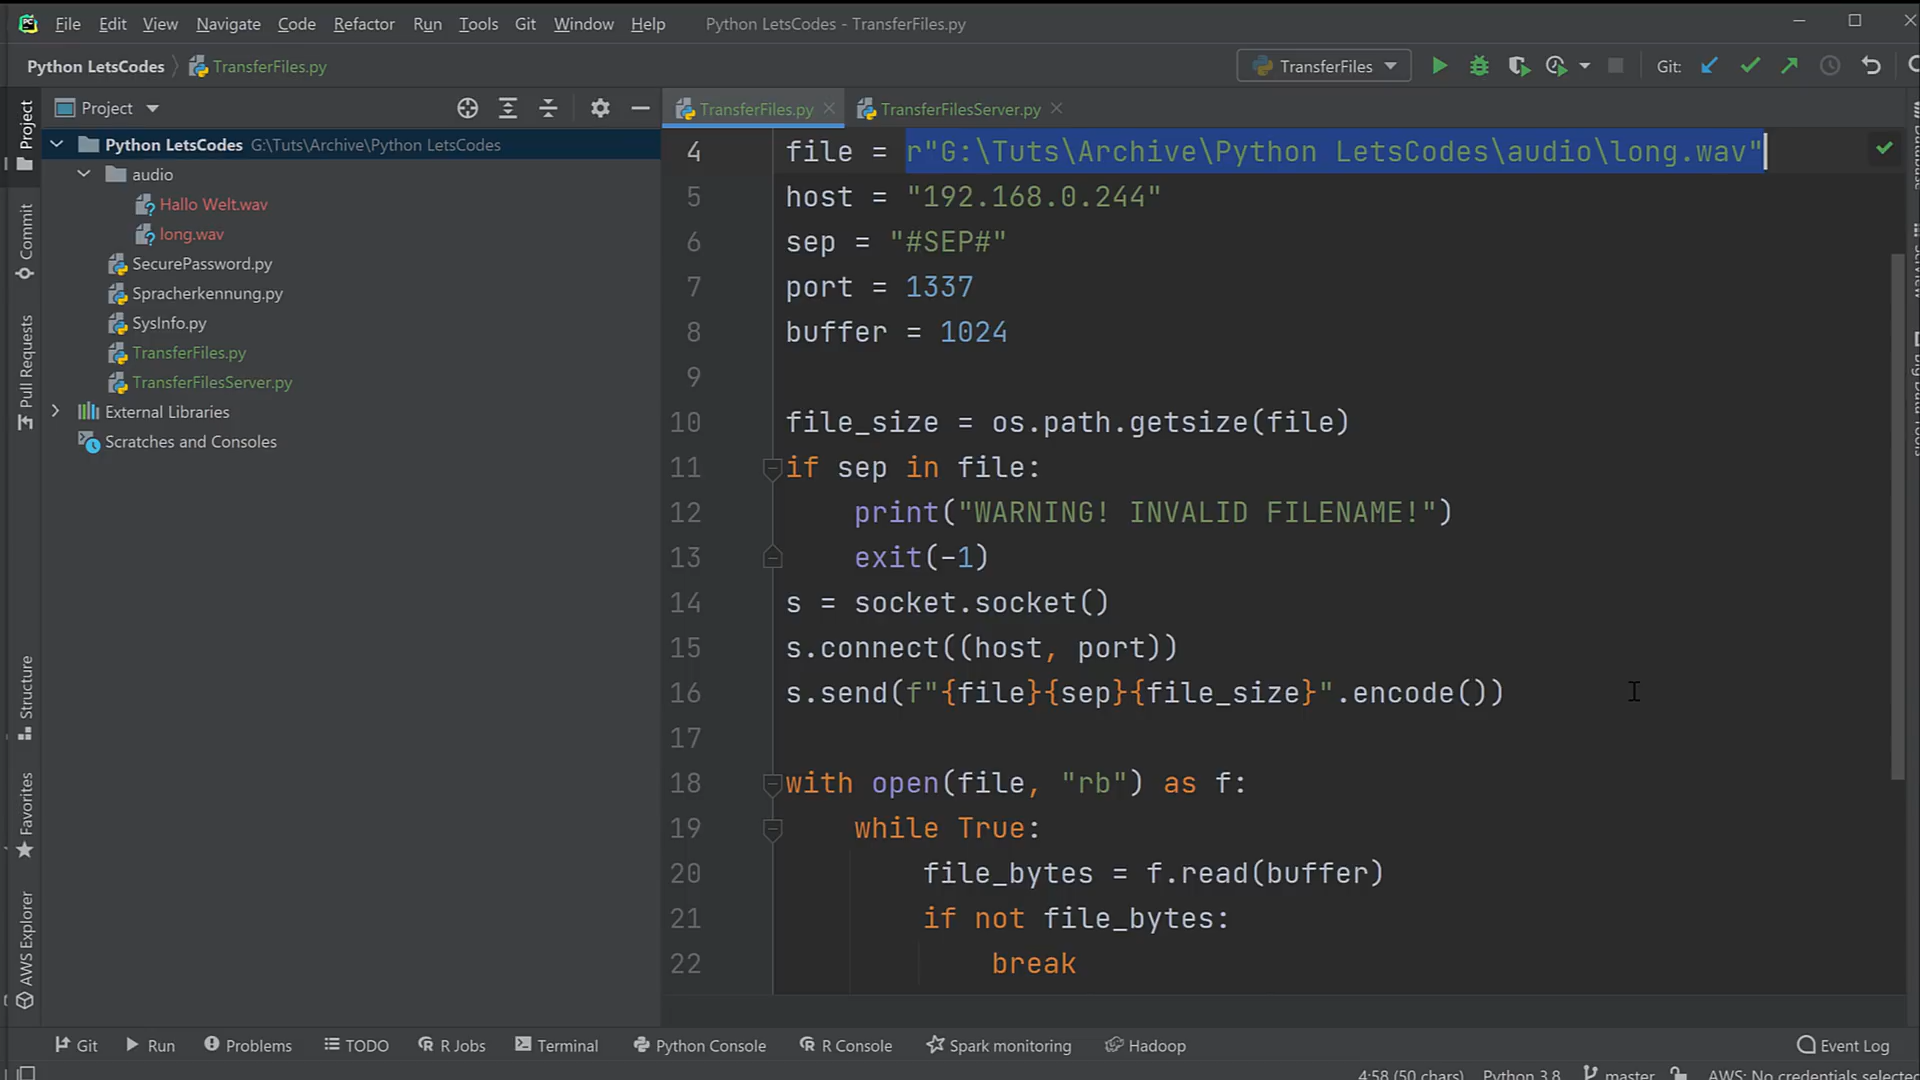 File Edit View Navigate Code Refactor Run Tools Git Window Help Python LetsCodes - TransferFiles.py
Python LetsCodes TransferFiles.py TransferFiles Git:
Project
TransferFiles.py TransferFilesServer.py
Python LetsCodes G:\Tuts\Archive\Python LetsCodes
audio
Hallo Welt.wav
long.wav
SecurePassword.py
Spracherkennung.py
SysInfo.py
TransferFiles.py
TransferFilesServer.py
External Libraries
Scratches and Consoles
Project
Commit
Pull Requests
Structure
Favorites
AWS Explorer
4 file = r"G:\Tuts\Archive\Python LetsCodes\audio\long.wav"
5 host = "192.168.0.244"
6 sep = "#SEP#"
7 port = 1337
8 buffer = 1024
9
10 file_size = os.path.getsize(file)
11 if sep in file:
12 print("WARNING! INVALID FILENAME!")
13 exit(-1)
14 s = socket.socket()
15 s.connect((host, port))
16 s.send(f"{file}{sep}{file_size}".encode())
17
18 with open(file, "rb") as f:
19 while True:
20 file_bytes = f.read(buffer)
21 if not file_bytes:
22 break
Git Run Problems TODO R Jobs Terminal Python Console R Console Spark monitoring Hadoop Event Log
4:58 (50 chars) Python 3.8 master AWS: No credentials selected